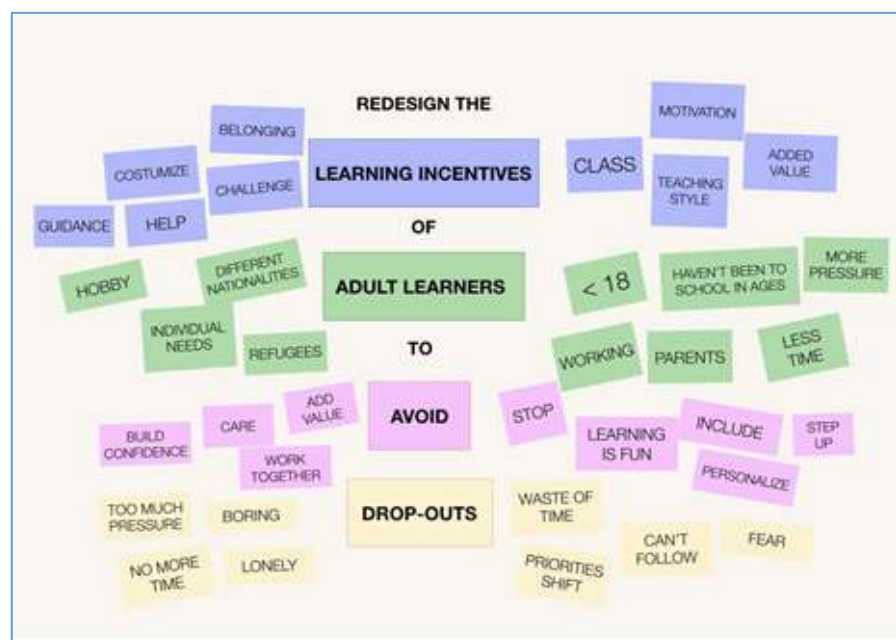 REDESIGN THE
MOTIVATION
BELONGING
COSTUMIZE
CHALLENGE
LEARNING INCENTIVES
CLASS
ADDED
VALUE
TEACHING
STYLE
GUIDANCE
HELP
OF
HOBBY
DIFFERENT
NATIONALITIES
ADULT LEARNERS
< 18
HAVEN'T BEEN TO
SCHOOL IN AGES
MORE
PRESSURE
INDIVIDUAL
NEEDS
REFUGEES
TO
WORKING
PARENTS
LESS
TIME
BUILD
CONFIDENCE
CARE
ADD
VALUE
WORK
TOGETHER
AVOID
STOP
LEARNING
IS FUN
INCLUDE
STEP
UP
PERSONALIZE
TOO MUCH
PRESSURE
BORING
DROP-OUTS
WASTE OF
TIME
NO MORE
TIME
LONELY
PRIORITIES
SHIFT
CAN'T
FOLLOW
FEAR